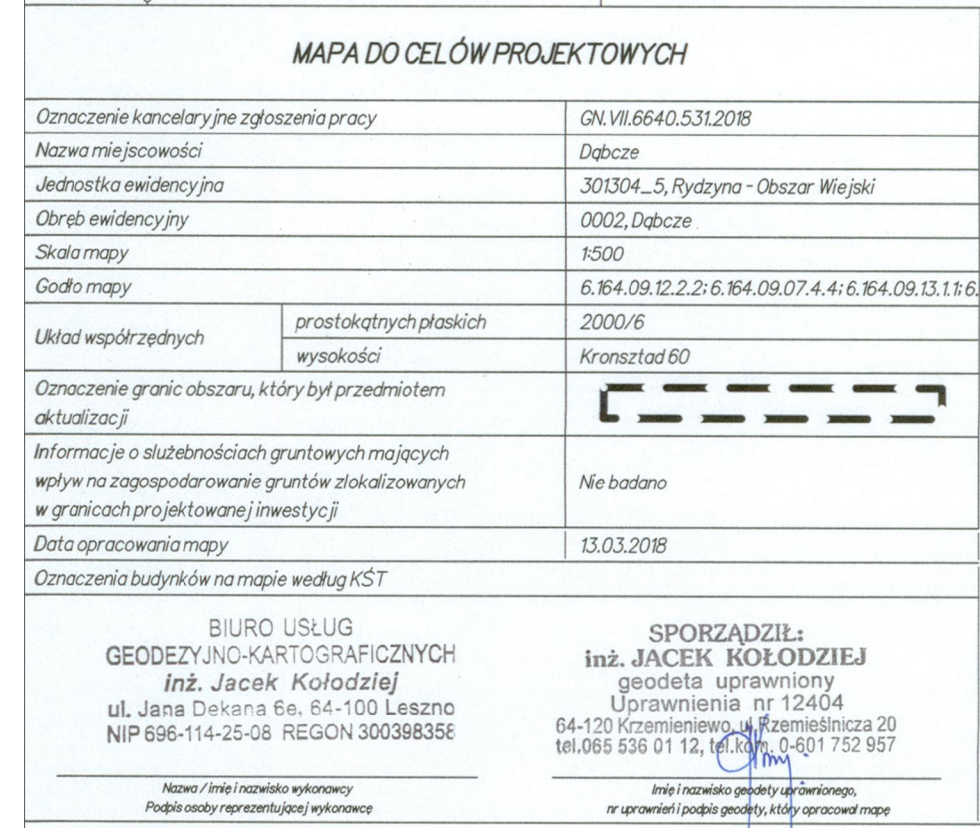 MAPA DO CELÓW PROJEKTOWYCH
Oznaczenie kancelaryjne zgłoszenia pracy GN.VII.6640.531.2018
Nazwa miejscowości Dąbcze
Jednostka ewidencyjna 301304_5, Rydzyna - Obszar Wiejski
Obręb ewidencyjny 0002, Dąbcze
Skala mapy 1:500
Godło mapy 6.164.09.12.2.2; 6.164.09.07.4.4; 6.164.09.13.1.1; 6.
Układ współrzędnych prostokątnych płaskich 2000/6
wysokości Kronsztad 60
Oznaczenie granic obszaru, który był przedmiotem
aktualizacji
Informacje o służebnościach gruntowych mających
wpływ na zagospodarowanie gruntów zlokalizowanych
w granicach projektowanej inwestycji
Nie badano
Data opracowania mapy 13.03.2018
Oznaczenia budynków na mapie według KŚT
BIURO USŁUG
GEODEZYJNO-KARTOGRAFICZNYCH
inż. Jacek Kołodziej
ul. Jana Dekana 6e, 64-100 Leszno
NIP 696-114-25-08 REGON 300398358
Nazwa / imię i nazwisko wykonawcy
Podpis osoby reprezentującej wykonawcę
SPORZĄDZIŁ:
inż. JACEK KOŁODZIEJ
geodeta uprawniony
Uprawnienia nr 12404
64-120 Krzemieniewo, ul. Rzemieślnicza 20
tel.065 536 01 12, tel.kom. 0-601 752 957
Imię i nazwisko geodety uprawnionego,
nr uprawnień i podpis geodety, który opracował mapę